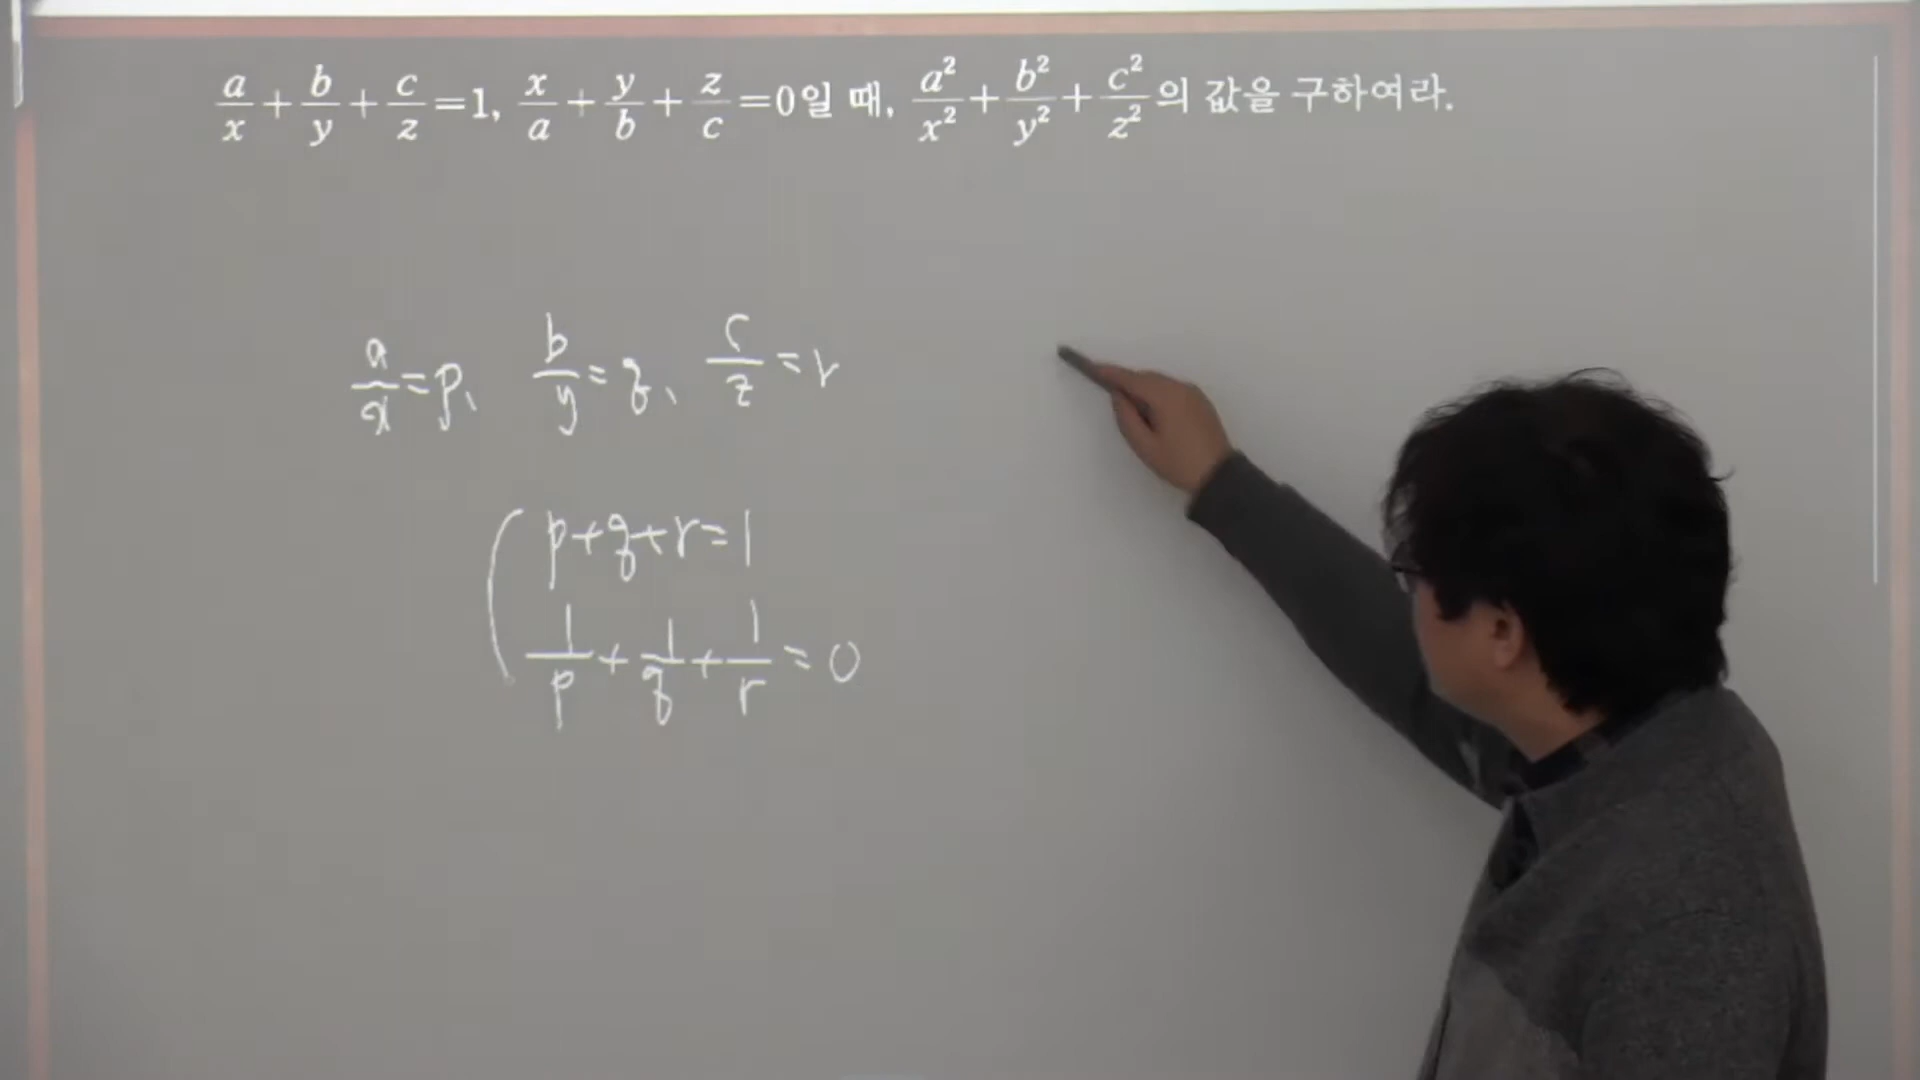 a/x + b/y + c/z = 1, x/a + y/b + z/c = 0일 때, a²/x² + b²/y² + c²/z²의 값을 구하여라.
a/x = p, b/y = q, c/z = r
p+q+r=1
1/p + 1/q + 1/r = 0